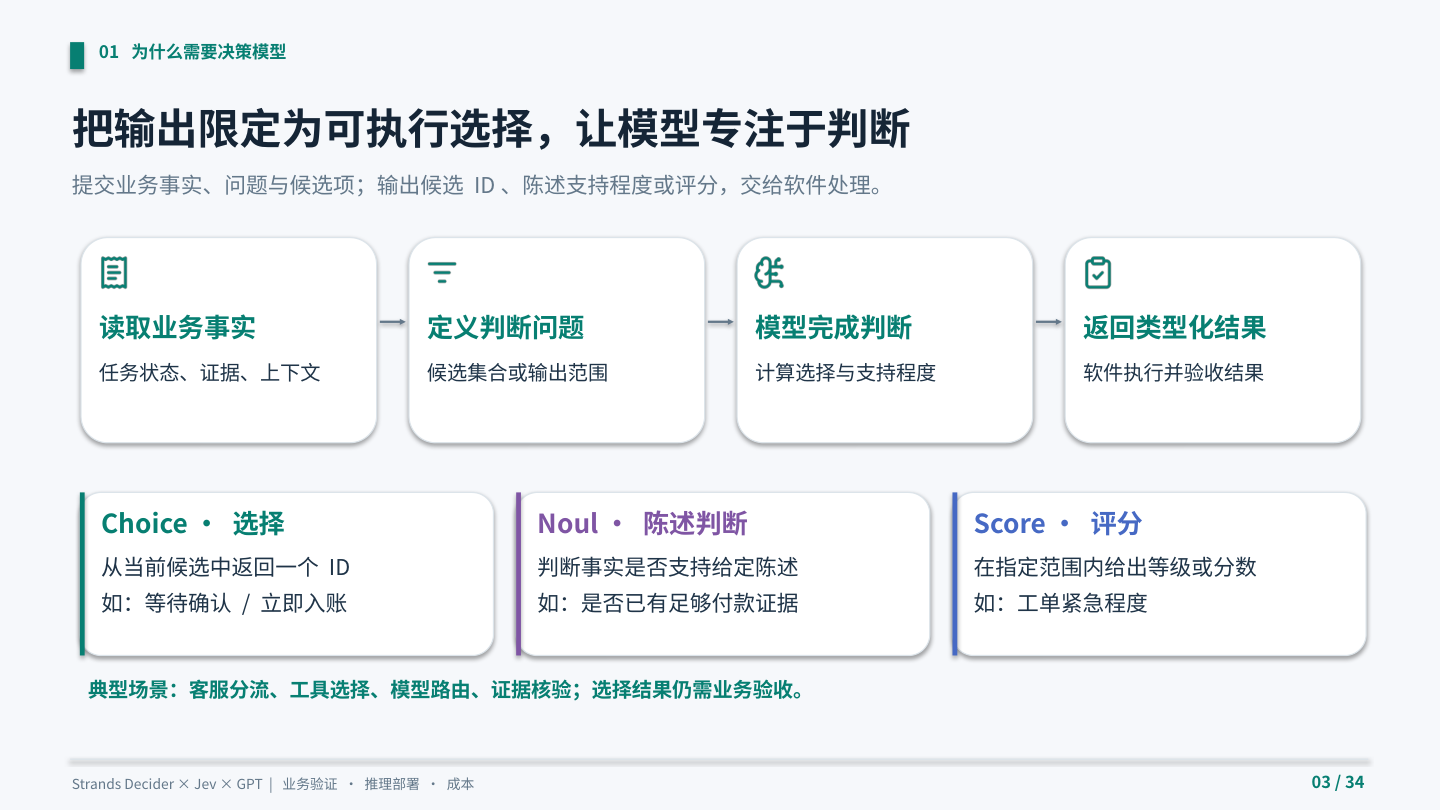 01 为什么需要决策模型
把输出限定为可执行选择，让模型专注于判断
提交业务事实、问题与候选项；输出候选 ID 、陈述支持程度或评分，交给软件处理。
读取业务事实
任务状态、证据、上下文
定义判断问题
候选集合或输出范围
模型完成判断
计算选择与支持程度
返回类型化结果
软件执行并验收结果
Choice · 选择
从当前候选中返回一个 ID
如：等待确认 / 立即入账
Noul · 陈述判断
判断事实是否支持给定陈述
如：是否已有足够付款证据
Score · 评分
在指定范围内给出等级或分数
如：工单紧急程度
典型场景：客服分流、工具选择、模型路由、证据核验；选择结果仍需业务验收。
Strands Decider × Jev × GPT | 业务验证 · 推理部署 · 成本
03 / 34